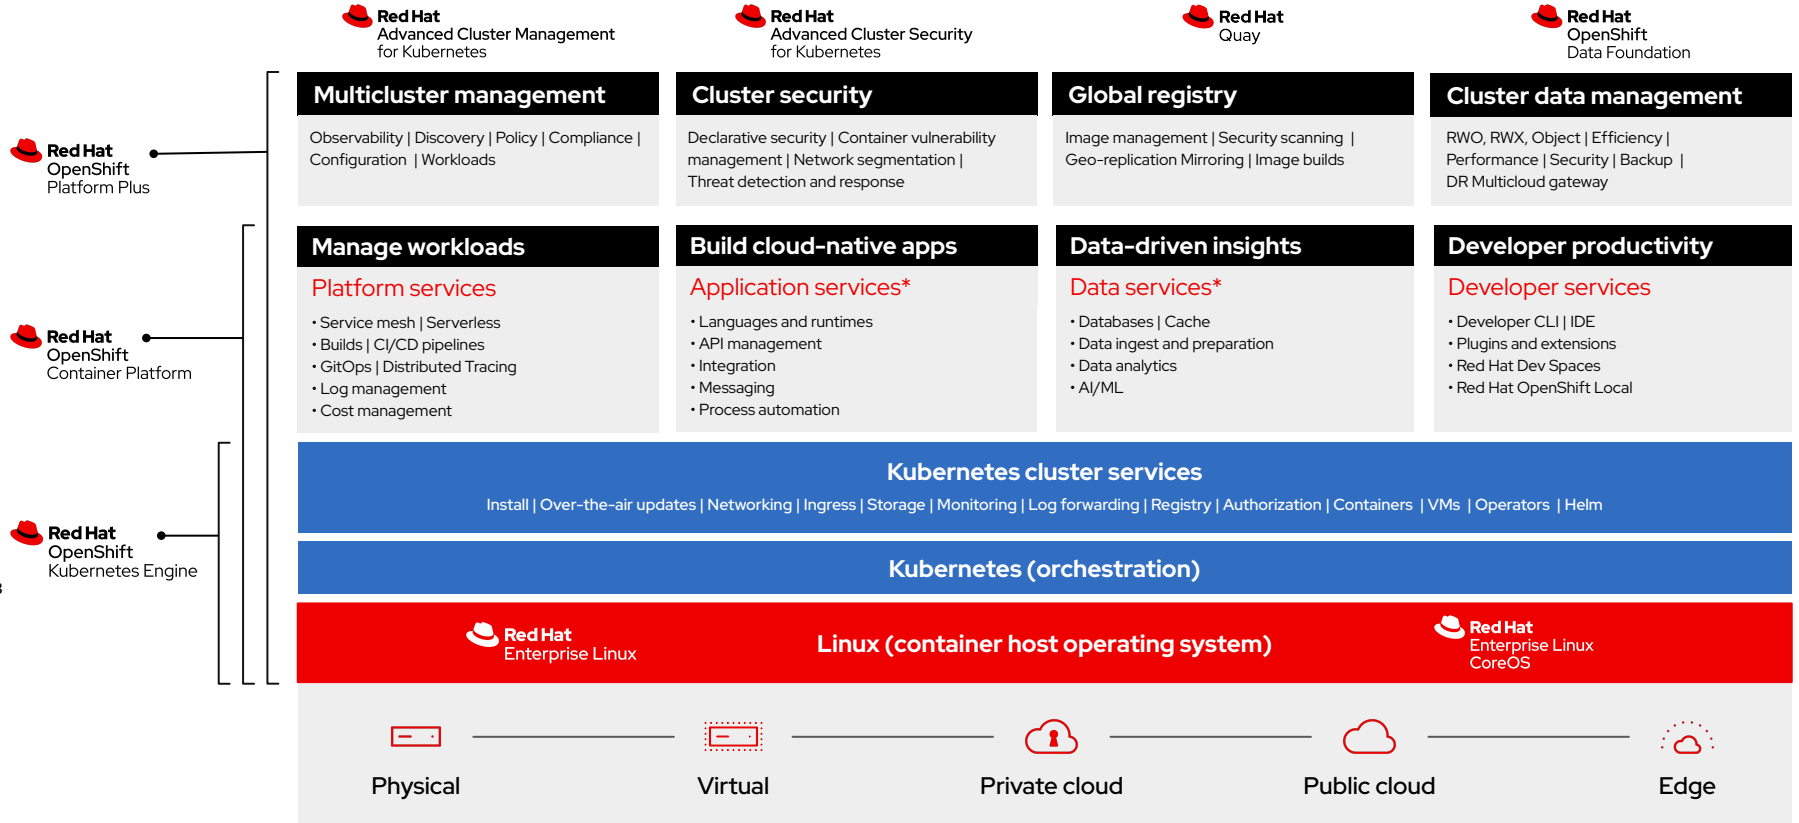 Red Hat
Advanced Cluster Management
for Kubernetes
Red Hat
Advanced Cluster Security
for Kubernetes
Red Hat
Quay
Red Hat
OpenShift
Data Foundation
Red Hat
OpenShift
Platform Plus
Multicluster management
Observability | Discovery | Policy | Compliance |
Configuration | Workloads
Cluster security
Declarative security | Container vulnerability
management | Network segmentation |
Threat detection and response
Global registry
Image management | Security scanning |
Geo-replication Mirroring | Image builds
Cluster data management
RWO, RWX, Object | Efficiency |
Performance | Security | Backup |
DR Multicloud gateway
Red Hat
OpenShift
Container Platform
Manage workloads
Platform services
• Service mesh | Serverless
• Builds | CI/CD pipelines
• GitOps | Distributed Tracing
• Log management
• Cost management
Build cloud-native apps
Application services*
• Languages and runtimes
• API management
• Integration
• Messaging
• Process automation
Data-driven insights
Data services*
• Databases | Cache
• Data ingest and preparation
• Data analytics
• AI/ML
Developer productivity
Developer services
• Developer CLI | IDE
• Plugins and extensions
• Red Hat Dev Spaces
• Red Hat OpenShift Local
Red Hat
OpenShift
Kubernetes Engine
Kubernetes cluster services
Install | Over-the-air updates | Networking | Ingress | Storage | Monitoring | Log forwarding | Registry | Authorization | Containers | VMs | Operators | Helm
Kubernetes (orchestration)
Red Hat
Enterprise Linux
Linux (container host operating system)
Red Hat
Enterprise Linux
CoreOS
Physical
Virtual
Private cloud
Public cloud
Edge